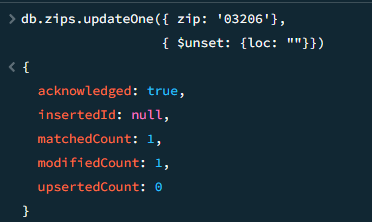 > db.zips.updateOne({ zip: '03206'},
{ $unset: {loc: ""}})
< {
acknowledged: true,
insertedId: null,
matchedCount: 1,
modifiedCount: 1,
upsertedCount: 0
}